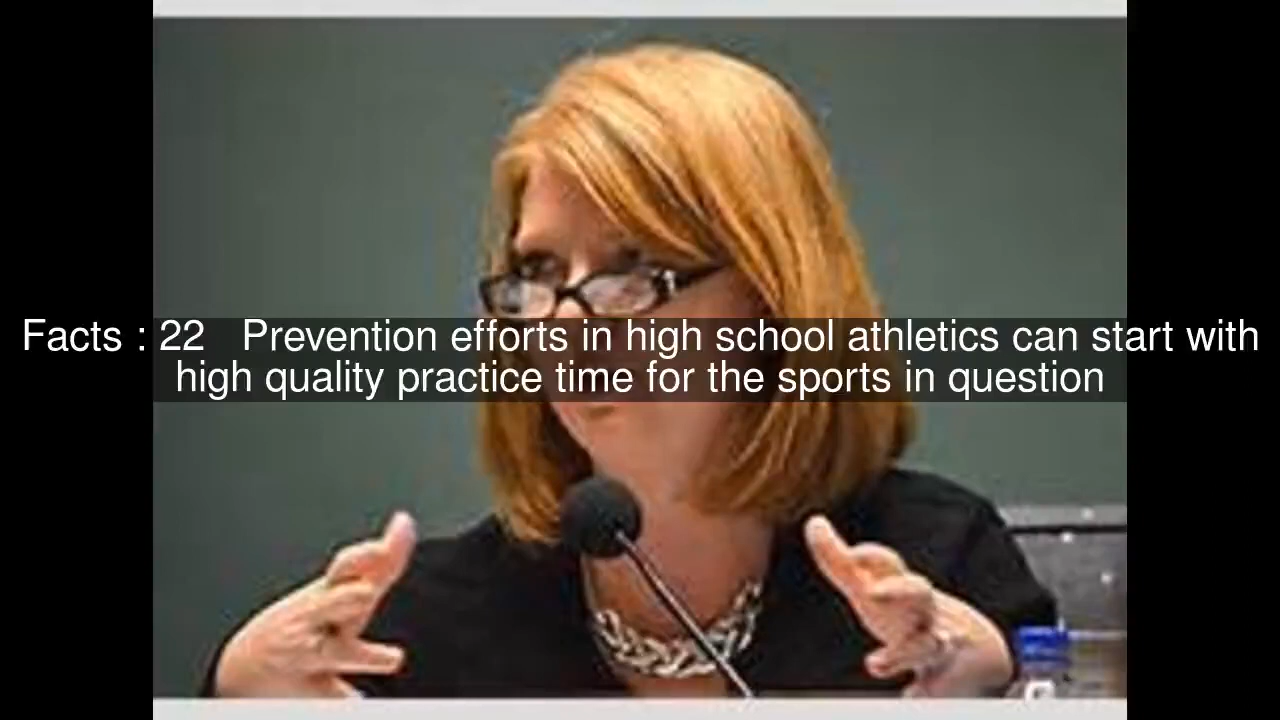 Facts : 22 Prevention efforts in high school athletics can start with
high quality practice time for the sports in question